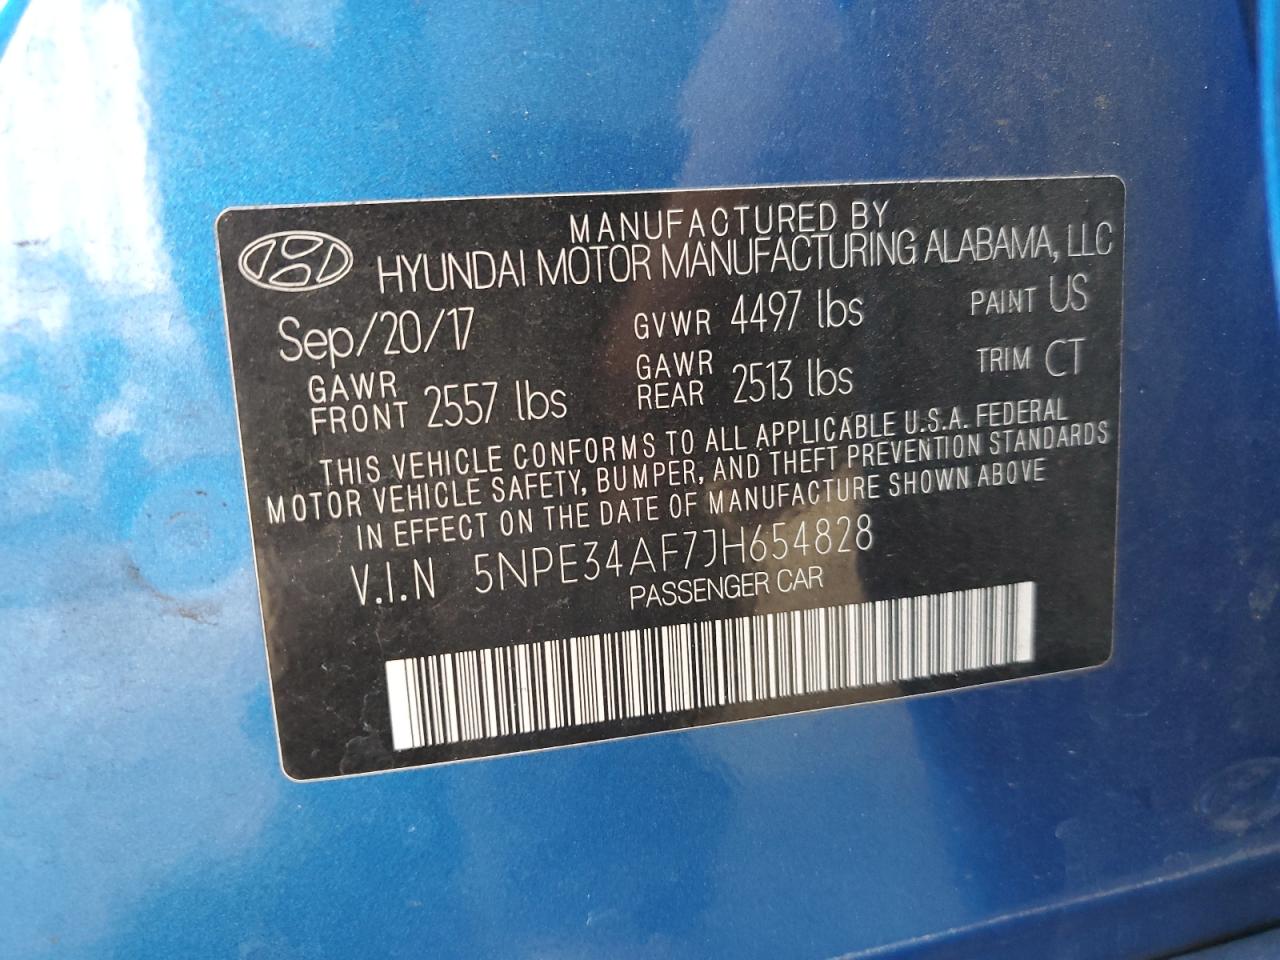 MANUFACTURED BY
HYUNDAI MOTOR MANUFACTURING ALABAMA, LLC
Sep/20/17 GVWR 4497 lbs PAINT US
GAWR FRONT 2557 lbs GAWR REAR 2513 lbs TRIM CT
THIS VEHICLE CONFORMS TO ALL APPLICABLE U.S.A. FEDERAL
MOTOR VEHICLE SAFETY, BUMPER, AND THEFT PREVENTION STANDARDS
IN EFFECT ON THE DATE OF MANUFACTURE SHOWN ABOVE
V.I.N 5NPE34AF7JH654828
PASSENGER CAR